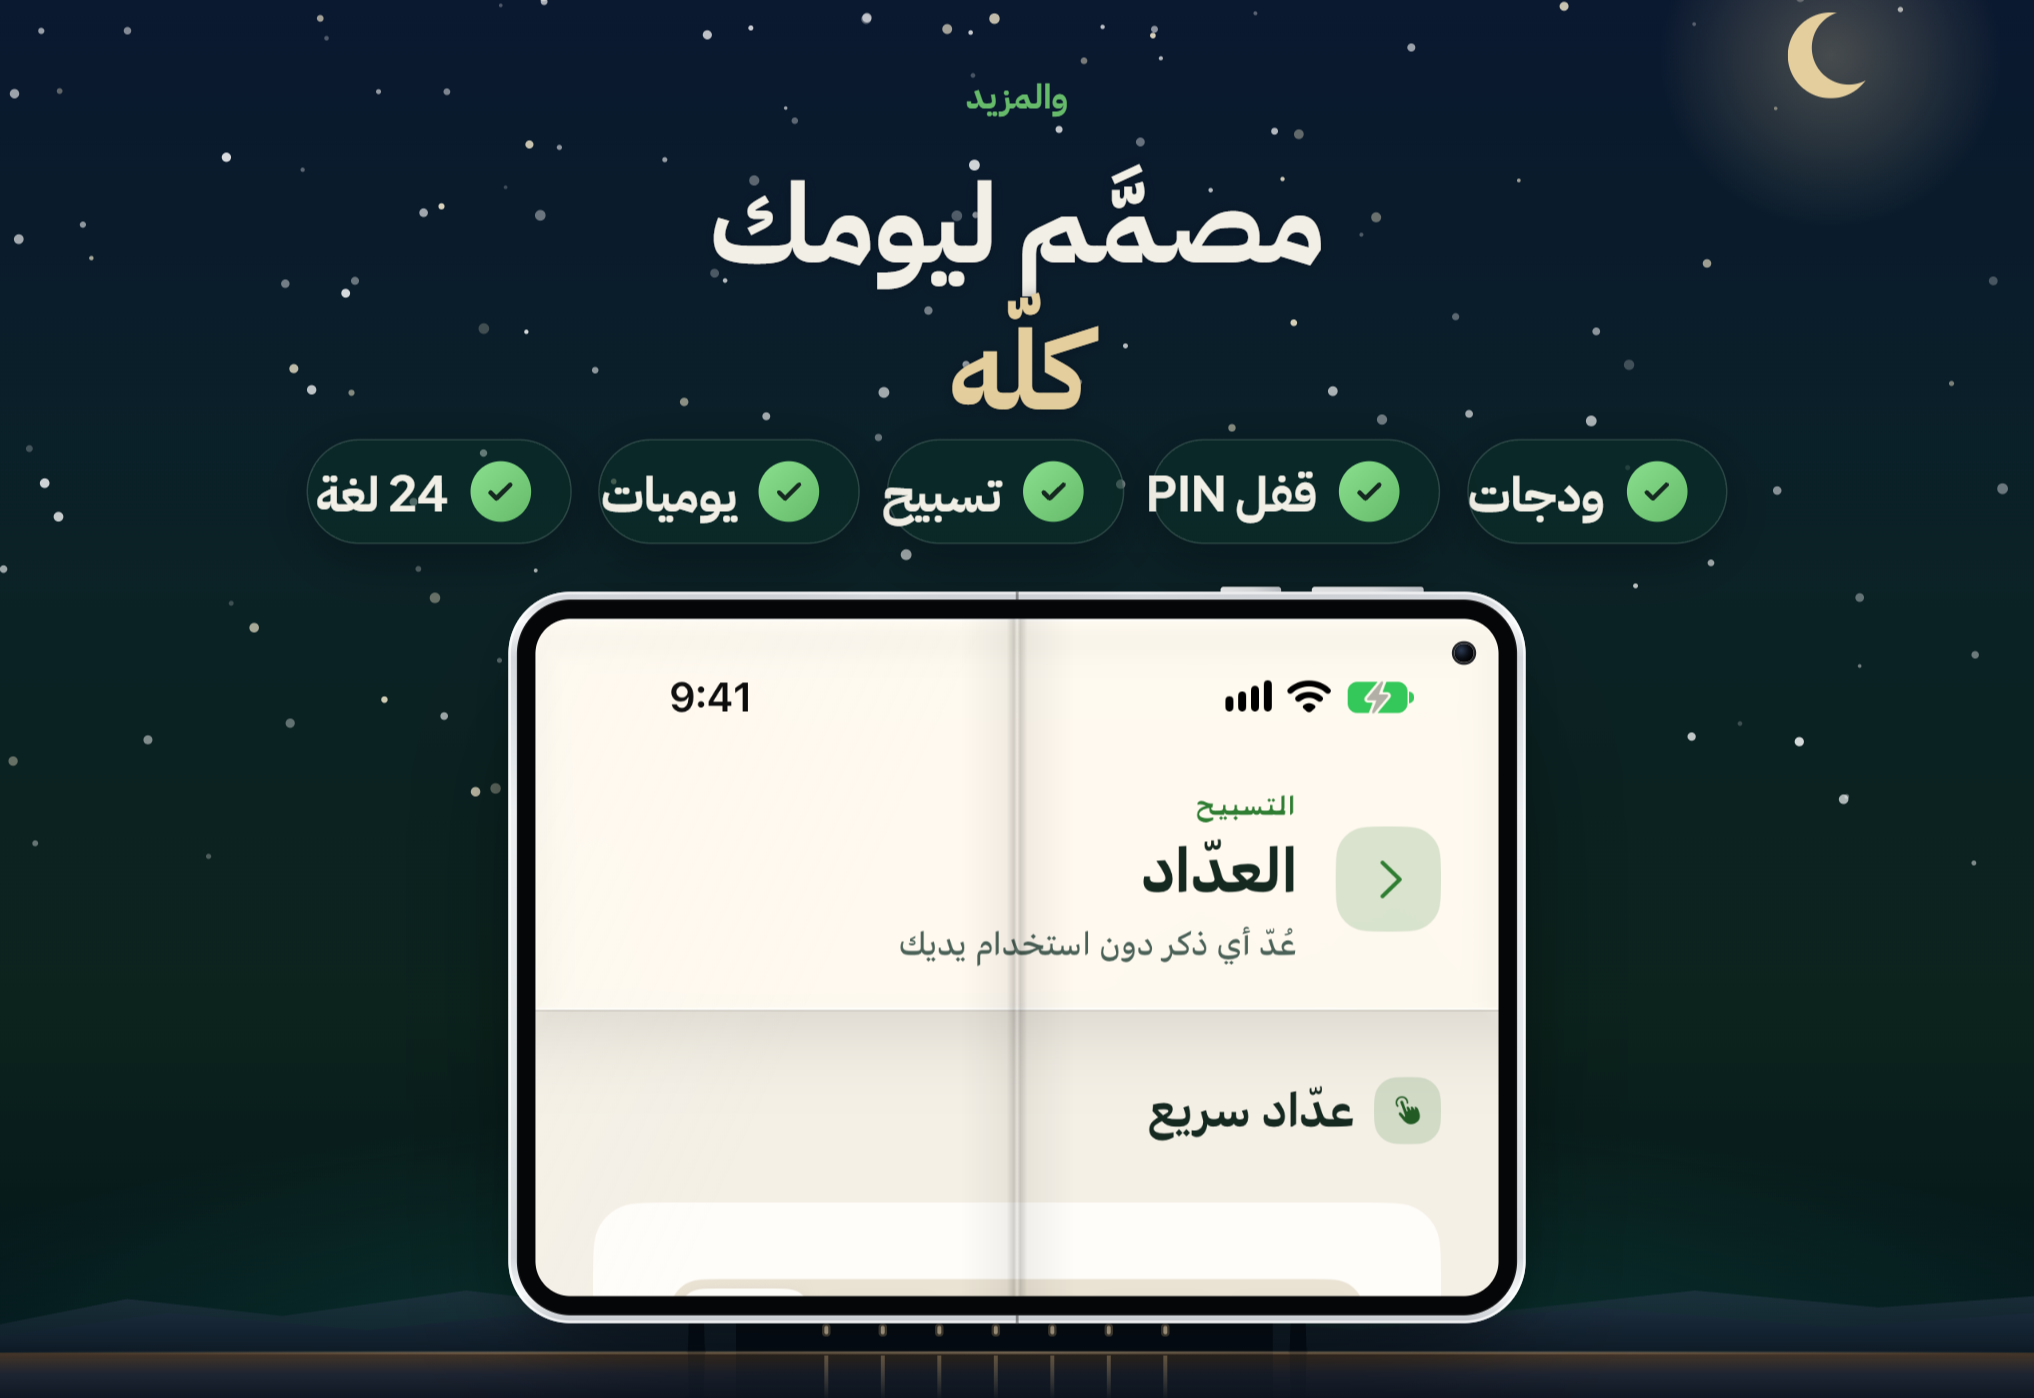 والمزيد
مصمَّم ليومك
كلّه
ودجات
قفل PIN
تسبيح
يوميات
24 لغة
9:41
التسبيح
العدّاد
عُدّ أي ذكر دون استخدام يديك
عدّاد سريع